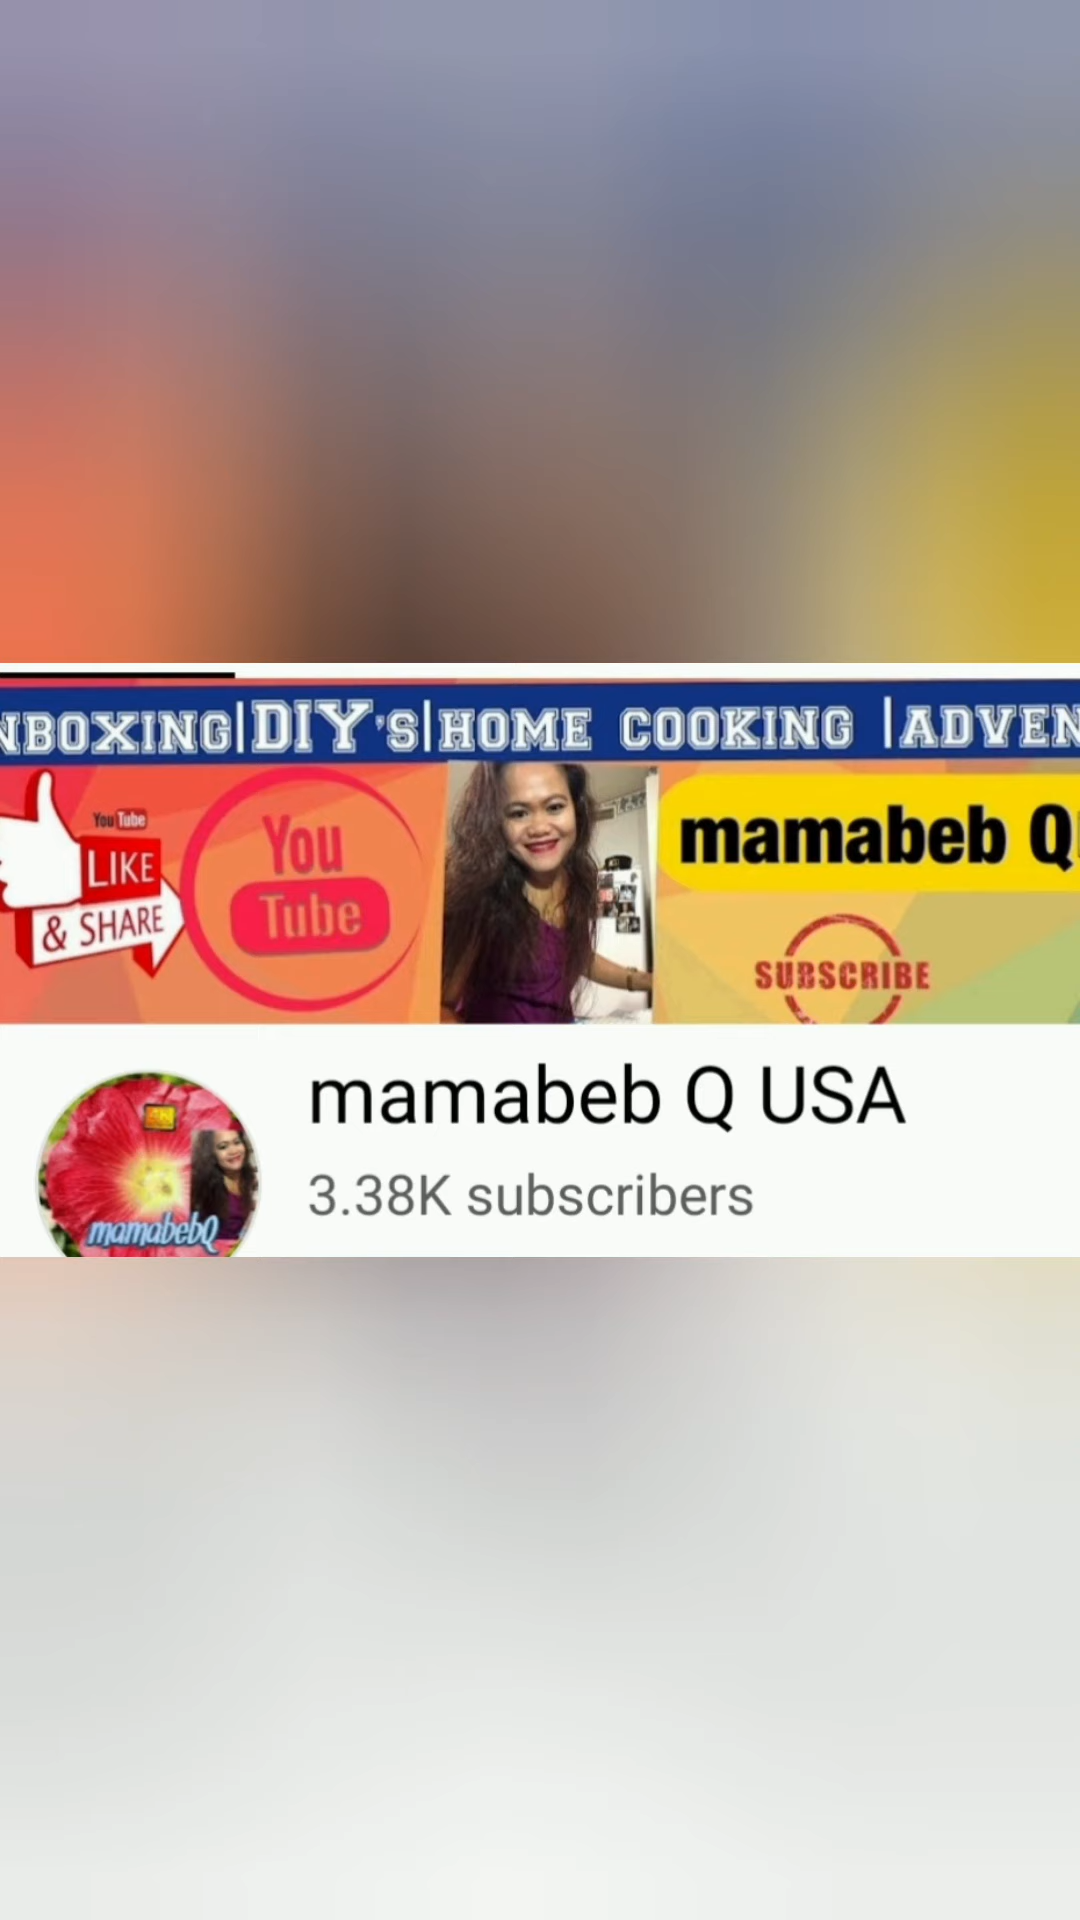 NBOXING|DIY'S|HOME COOKING |ADVEN
You Tube
LIKE
& SHARE
You
Tube
mamabeb Q
SUBSCRIBE
mamabeb Q USA
3.38K subscribers
mamabebQ